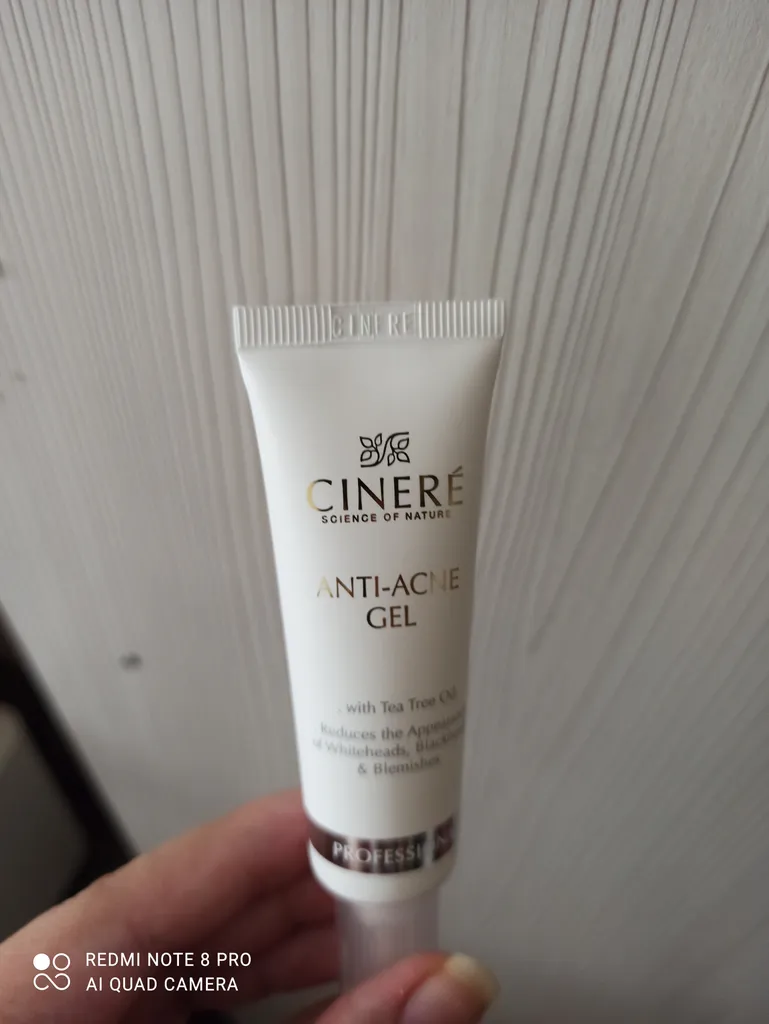 CINERE
CINERÉ
SCIENCE OF NATURE
ANTI-ACNE
GEL
with Tea Tree Oil
Reduces the
of Whiteheads,
& Blemishes
REDMI NOTE 8 PRO
AI QUAD CAMERA